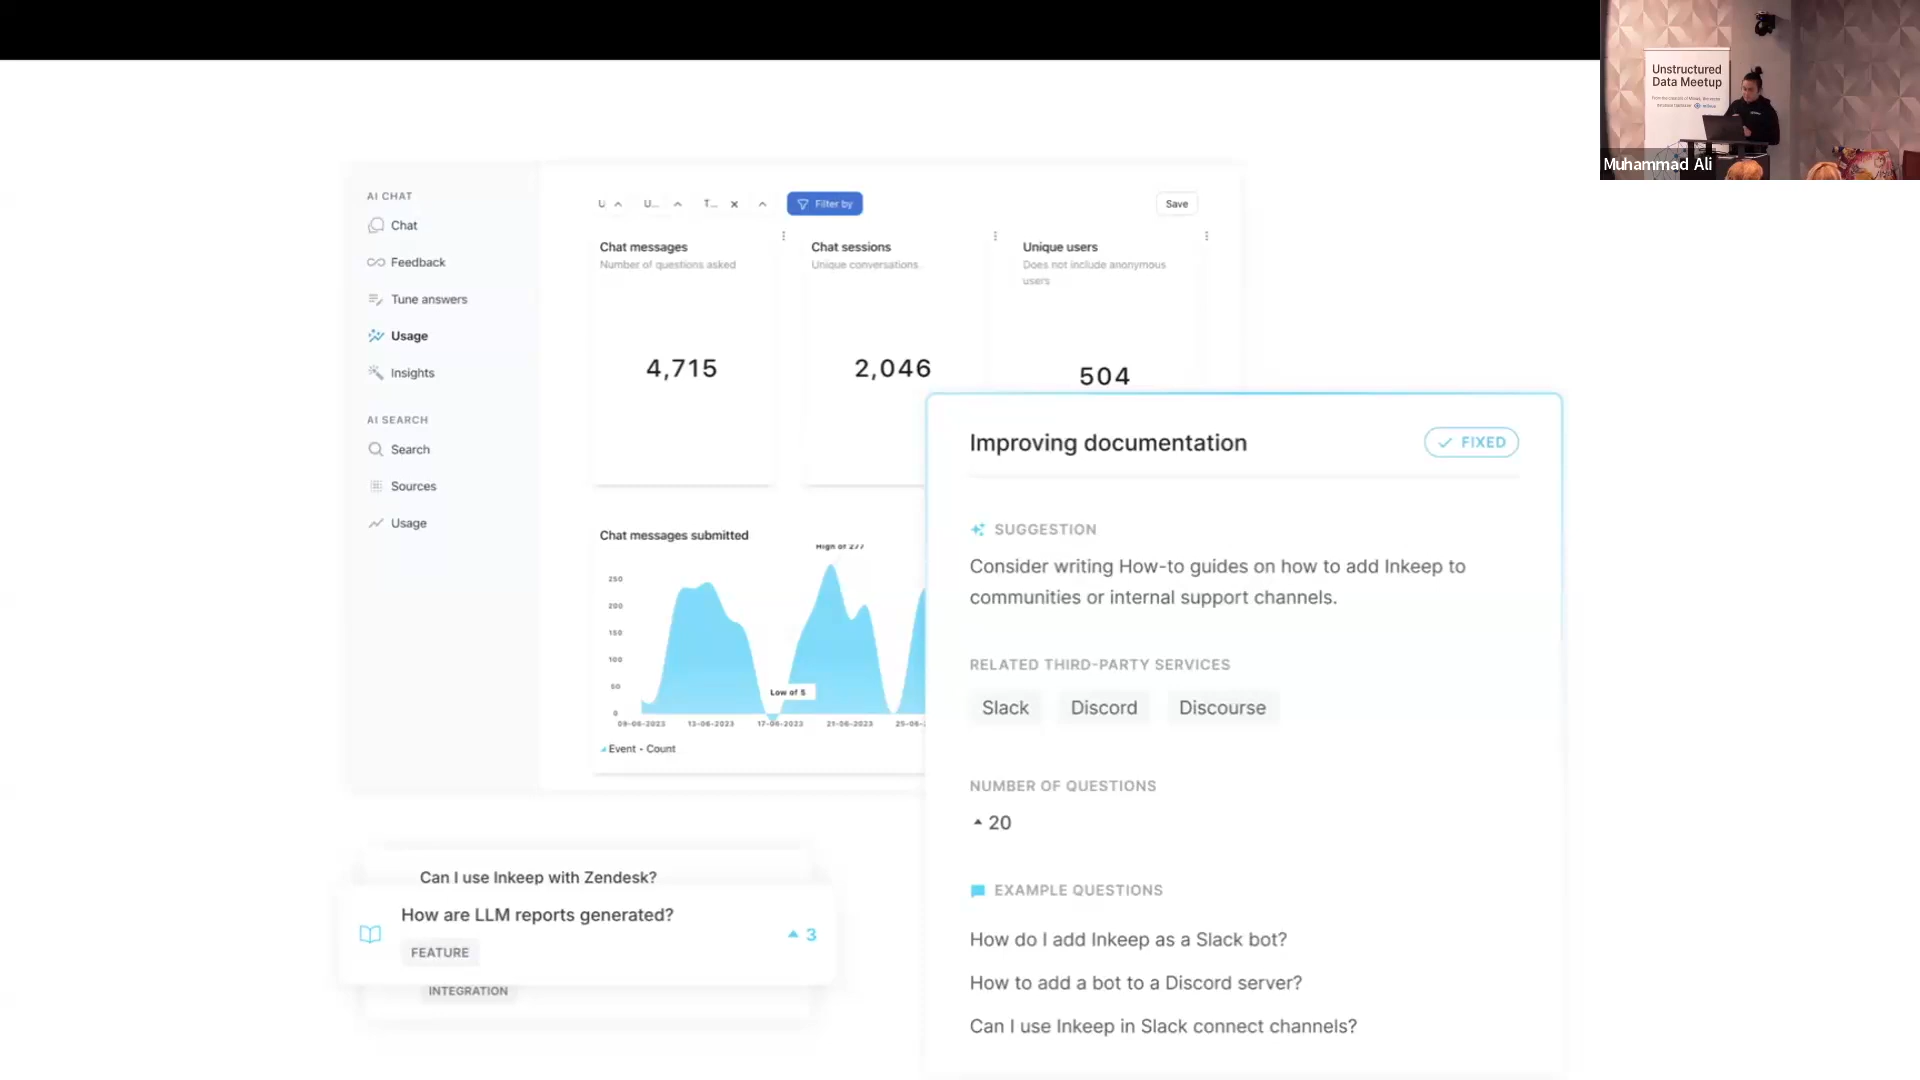 Unstructured
Data Meetup
Muhammad Ali
AI CHAT
Chat
Feedback
Tune answers
Usage
Insights
AI SEARCH
Search
Sources
Usage
U
U...
T...
Filter by
Save
Chat messages
Number of questions asked
4,715
Chat sessions
Unique conversations
2,046
Unique users
Does not include anonymous
users
504
Chat messages submitted
High of 277
250
200
150
100
50
0
Low of 5
09-06-2023 13-06-2023 17-06-2023 21-06-2023 25-06-
Event - Count
Improving documentation
FIXED
SUGGESTION
Consider writing How-to guides on how to add Inkeep to
communities or internal support channels.
RELATED THIRD-PARTY SERVICES
Slack Discord Discourse
NUMBER OF QUESTIONS
20
EXAMPLE QUESTIONS
How do I add Inkeep as a Slack bot?
How to add a bot to a Discord server?
Can I use Inkeep in Slack connect channels?
Can I use Inkeep with Zendesk?
How are LLM reports generated?
FEATURE
3
INTEGRATION